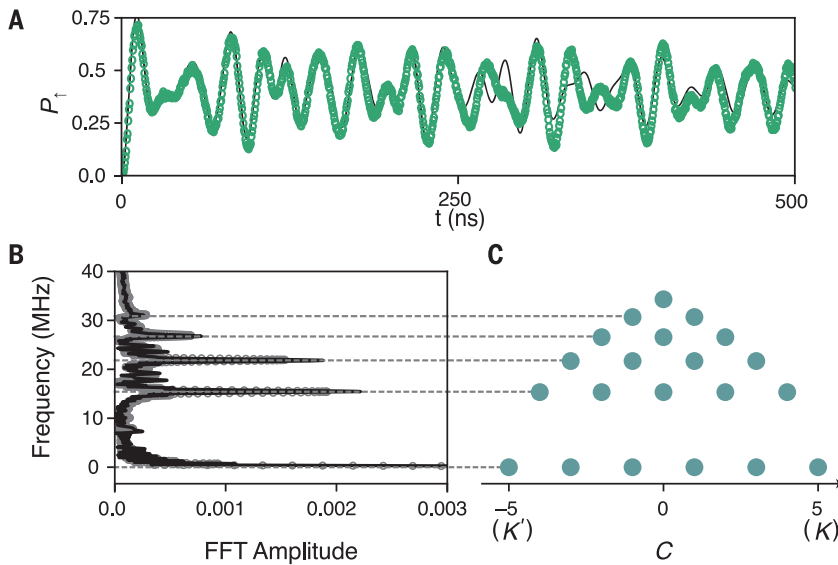 A
0.75
0.5
0.25
0.0
P↑
0
250
500
t (ns)
B
40
30
20
10
0
Frequency (MHz)
0.0
0.001
0.002
0.003
FFT Amplitude
C
−5
0
5
(K′)
(K)
C